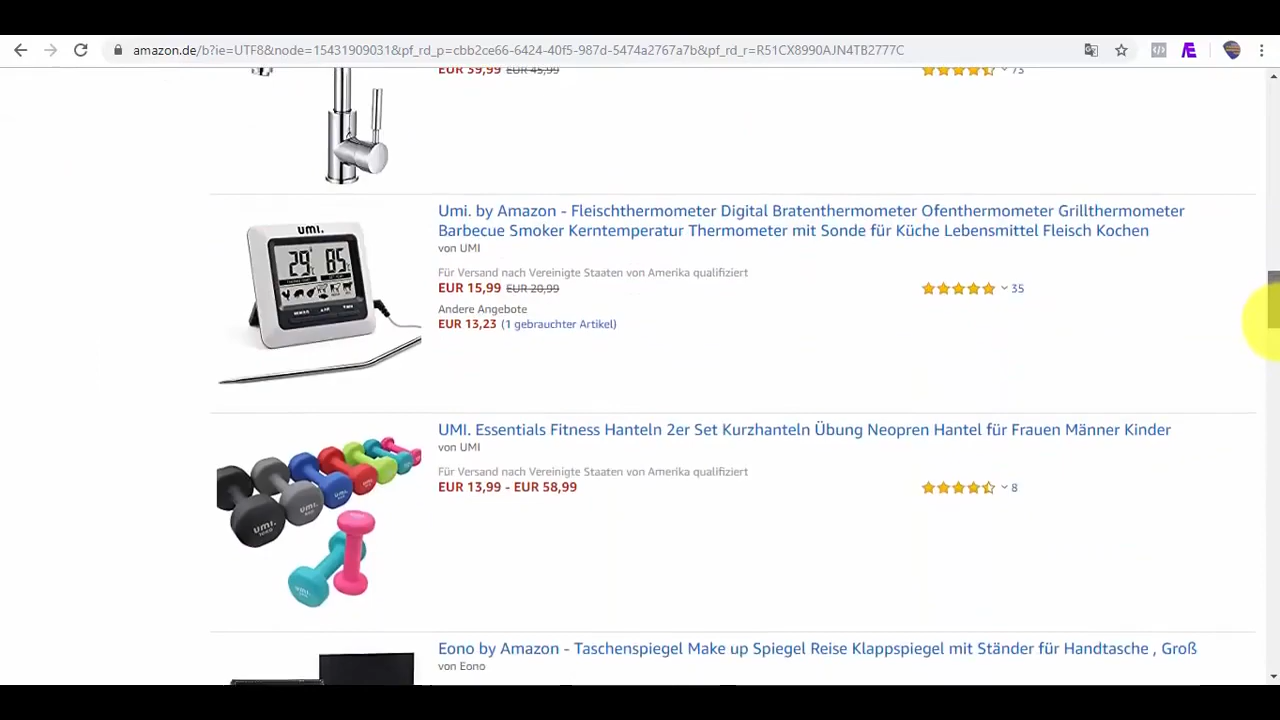 amazon.de/b?ie=UTF8&node=15431909031&pf_rd_p=cbb2ce66-6424-40f5-987d-5474a2767a7b&pf_rd_r=R51CX8990AJN4TB2777C
EUR 39,99 EUR 45,99 73
Umi. by Amazon - Fleischthermometer Digital Bratenthermometer Ofenthermometer Grillthermometer
Barbecue Smoker Kerntemperatur Thermometer mit Sonde für Küche Lebensmittel Fleisch Kochen
von UMI
Für Versand nach Vereinigte Staaten von Amerika qualifiziert
EUR 15,99 EUR 20,99 35
Andere Angebote
EUR 13,23 (1 gebrauchter Artikel)
umi.
29 85
UMI. Essentials Fitness Hanteln 2er Set Kurzhanteln Übung Neopren Hantel für Frauen Männer Kinder
von UMI
Für Versand nach Vereinigte Staaten von Amerika qualifiziert
EUR 13,99 - EUR 58,99 8
umi.
umi.
Eono by Amazon - Taschenspiegel Make up Spiegel Reise Klappspiegel mit Ständer für Handtasche , Groß
von Eono